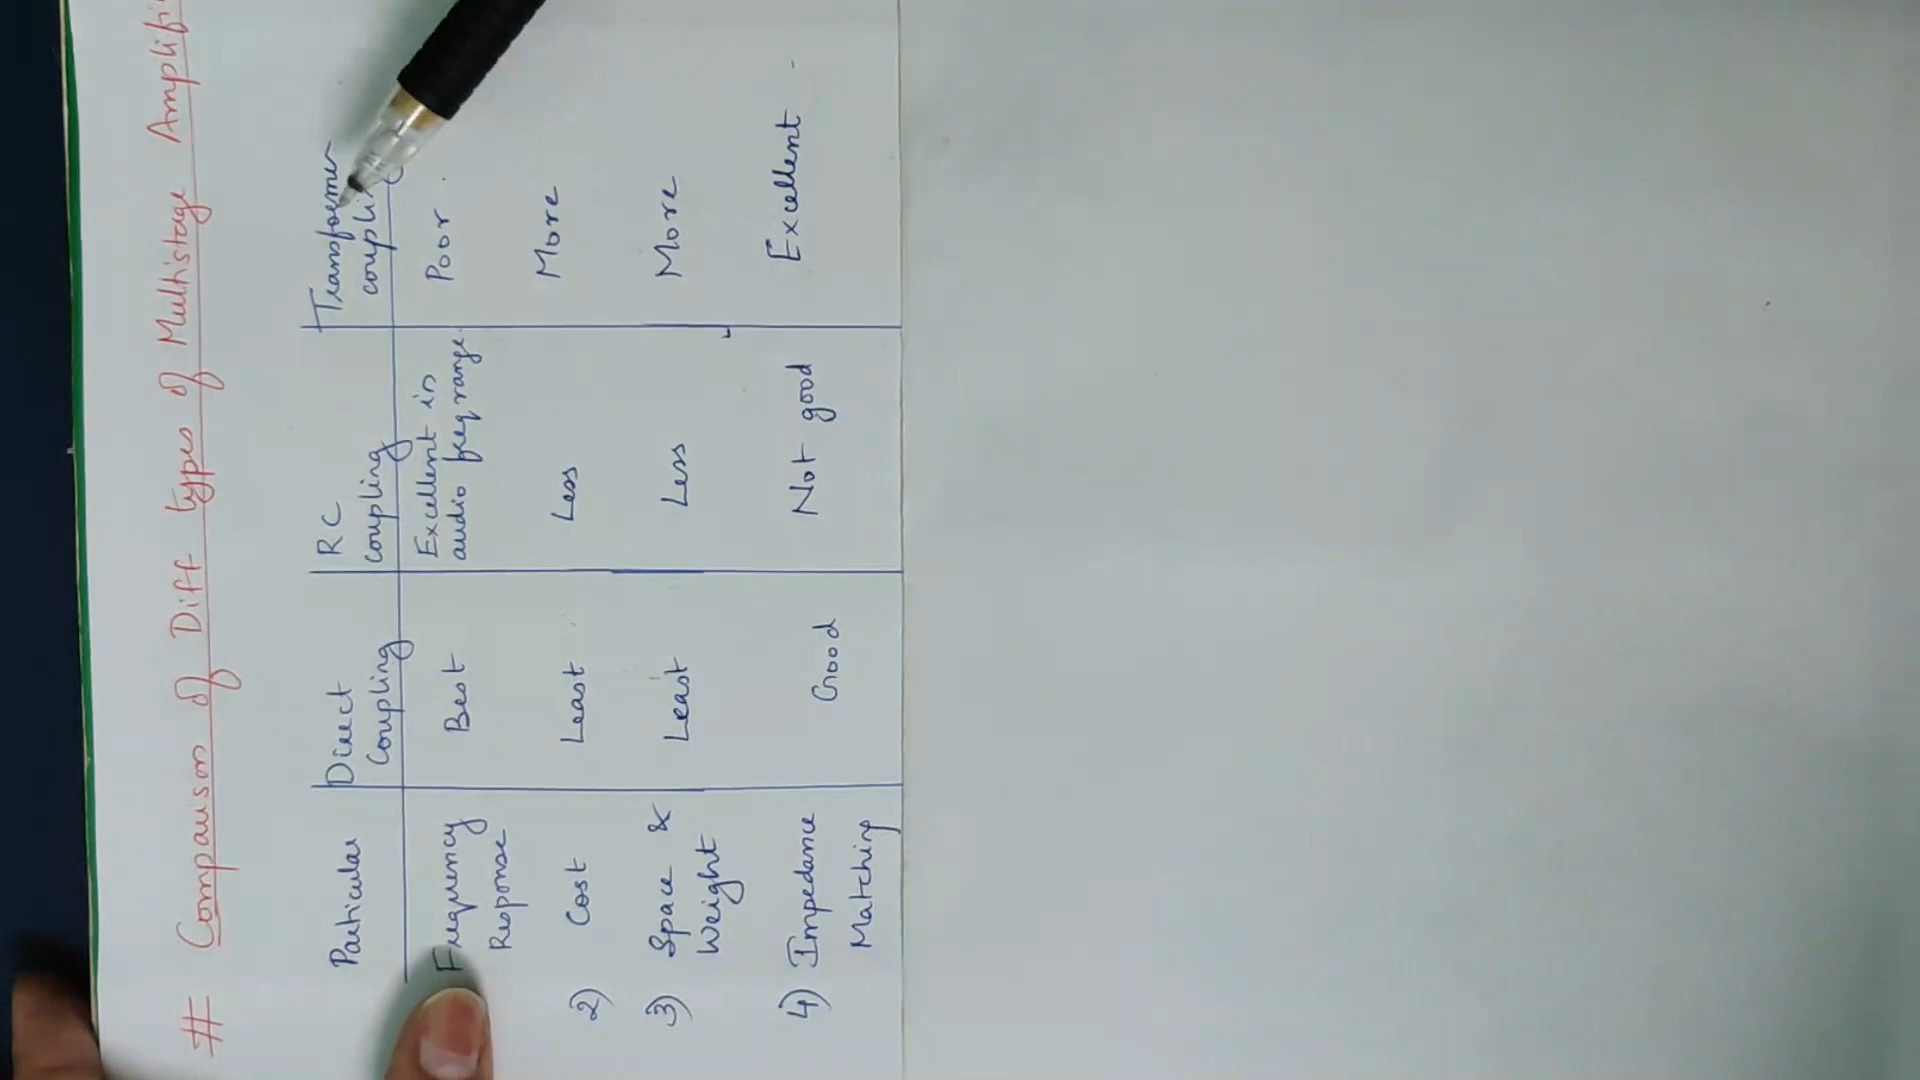 # Comparison of Diff types of Multistage Amplifi
Particular Direct Coupling RC coupling Transformer coupling
Frequency Response Best Excellent in audio freq range Poor
2) Cost Least Less More
3) Space & Weight Least Less More
4) Impedance Matching Good Not good Excellent